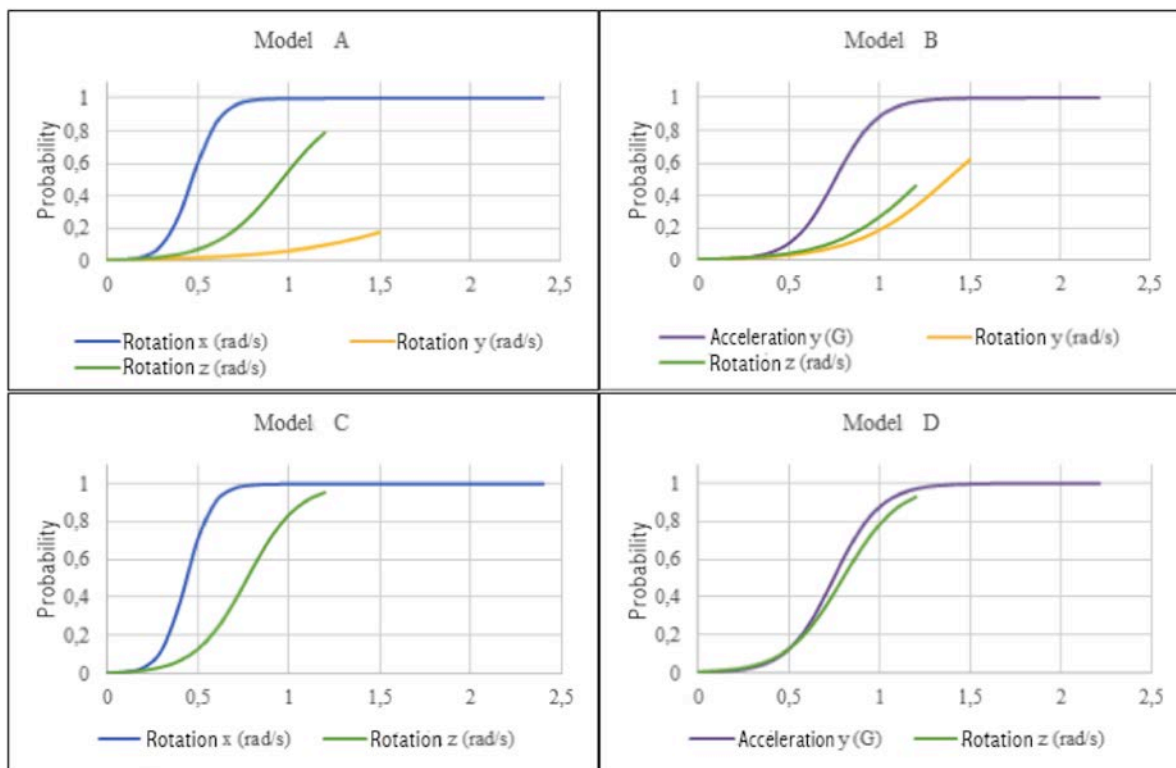 Model A
Probability
1
0,8
0,6
0,4
0,2
0
0 0,5 1 1,5 2 2,5
Rotation x (rad/s) Rotation y (rad/s)
Rotation z (rad/s)
Model B
Probability
1
0,8
0,6
0,4
0,2
0
0 0,5 1 1,5 2 2,5
Acceleration y (G) Rotation y (rad/s)
Rotation z (rad/s)
Model C
Probability
1
0,8
0,6
0,4
0,2
0
0 0,5 1 1,5 2 2,5
Rotation x (rad/s) Rotation z (rad/s)
Model D
Probability
1
0,8
0,6
0,4
0,2
0
0 0,5 1 1,5 2 2,5
Accéleration y (G) Rotation z (rad/s)